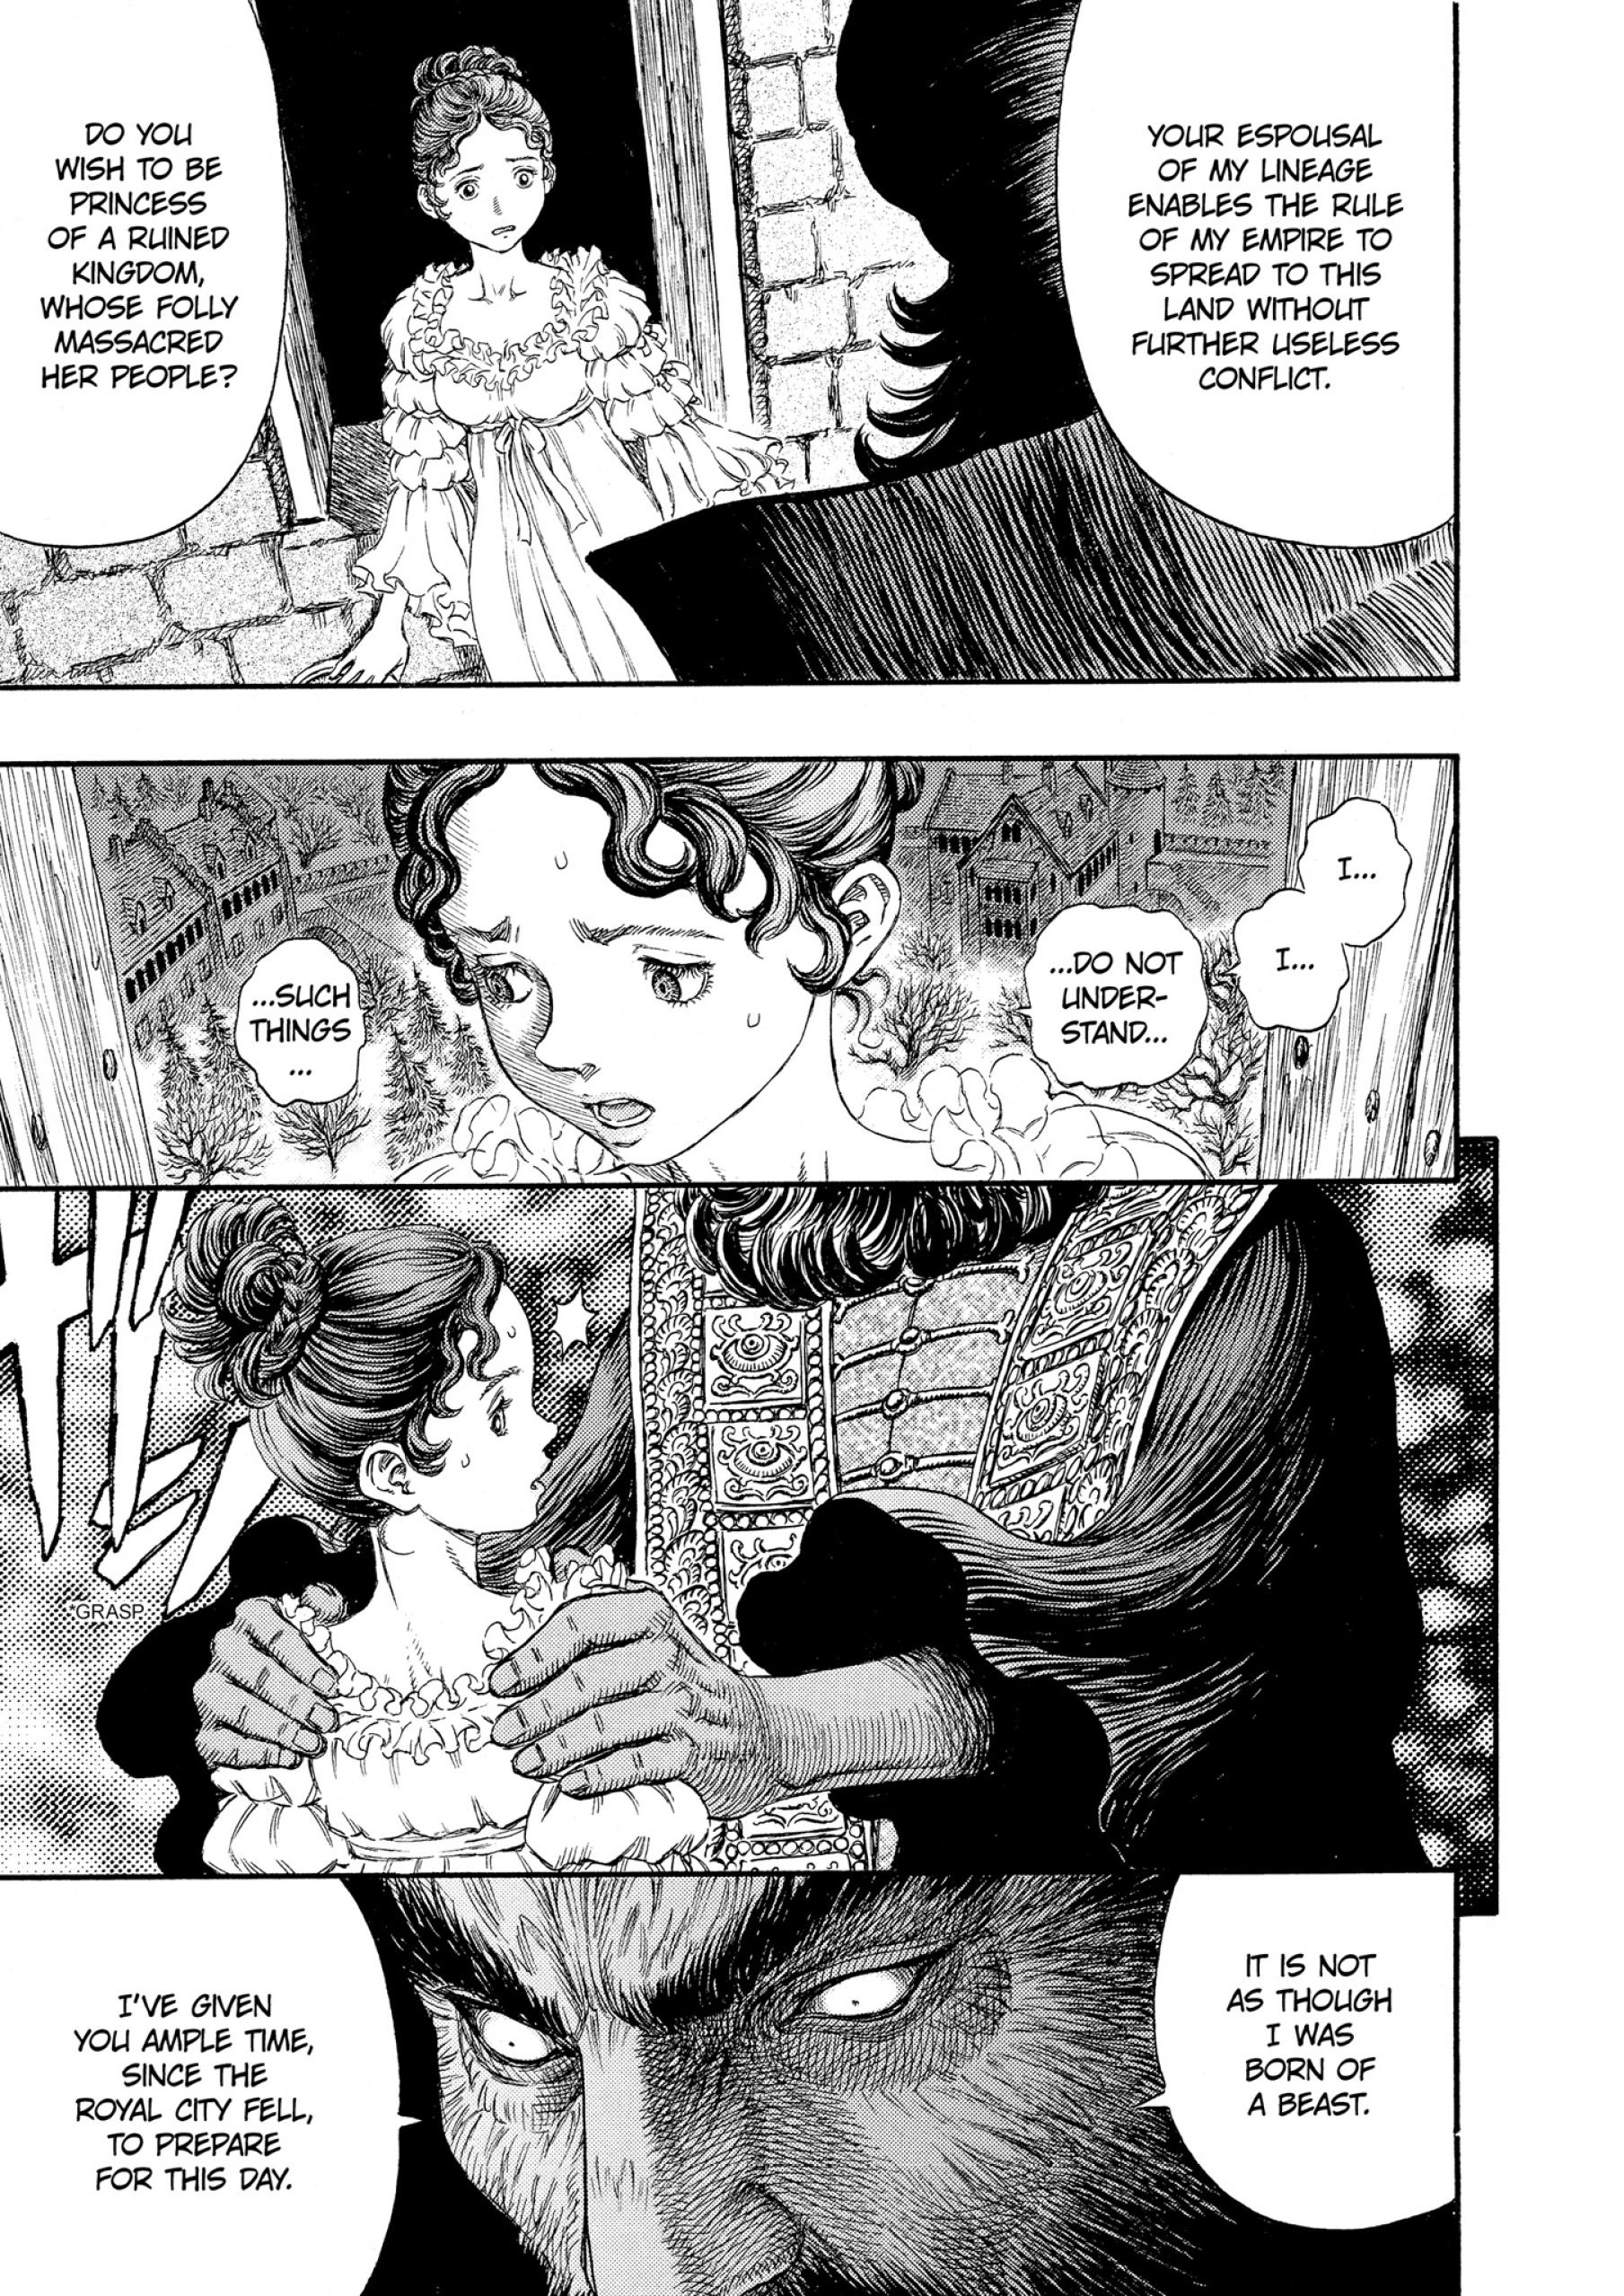 YOUR ESPOUSAL
OF MY LINEAGE
ENABLES THE RULE
OF MY EMPIRE TO
SPREAD TO THIS
LAND WITHOUT
FURTHER USELESS
CONFLICT.
DO YOU
WISH TO BE
PRINCESS
OF A RUINED
KINGDOM,
WHOSE FOLLY
MASSACRED
HER PEOPLE?
I...
I...
...DO NOT
UNDER-
STAND...
...SUCH
THINGS
...
*GRASP
IT IS NOT
AS THOUGH
I WAS
BORN OF
A BEAST.
I'VE GIVEN
YOU AMPLE TIME,
SINCE THE
ROYAL CITY FELL,
TO PREPARE
FOR THIS DAY.